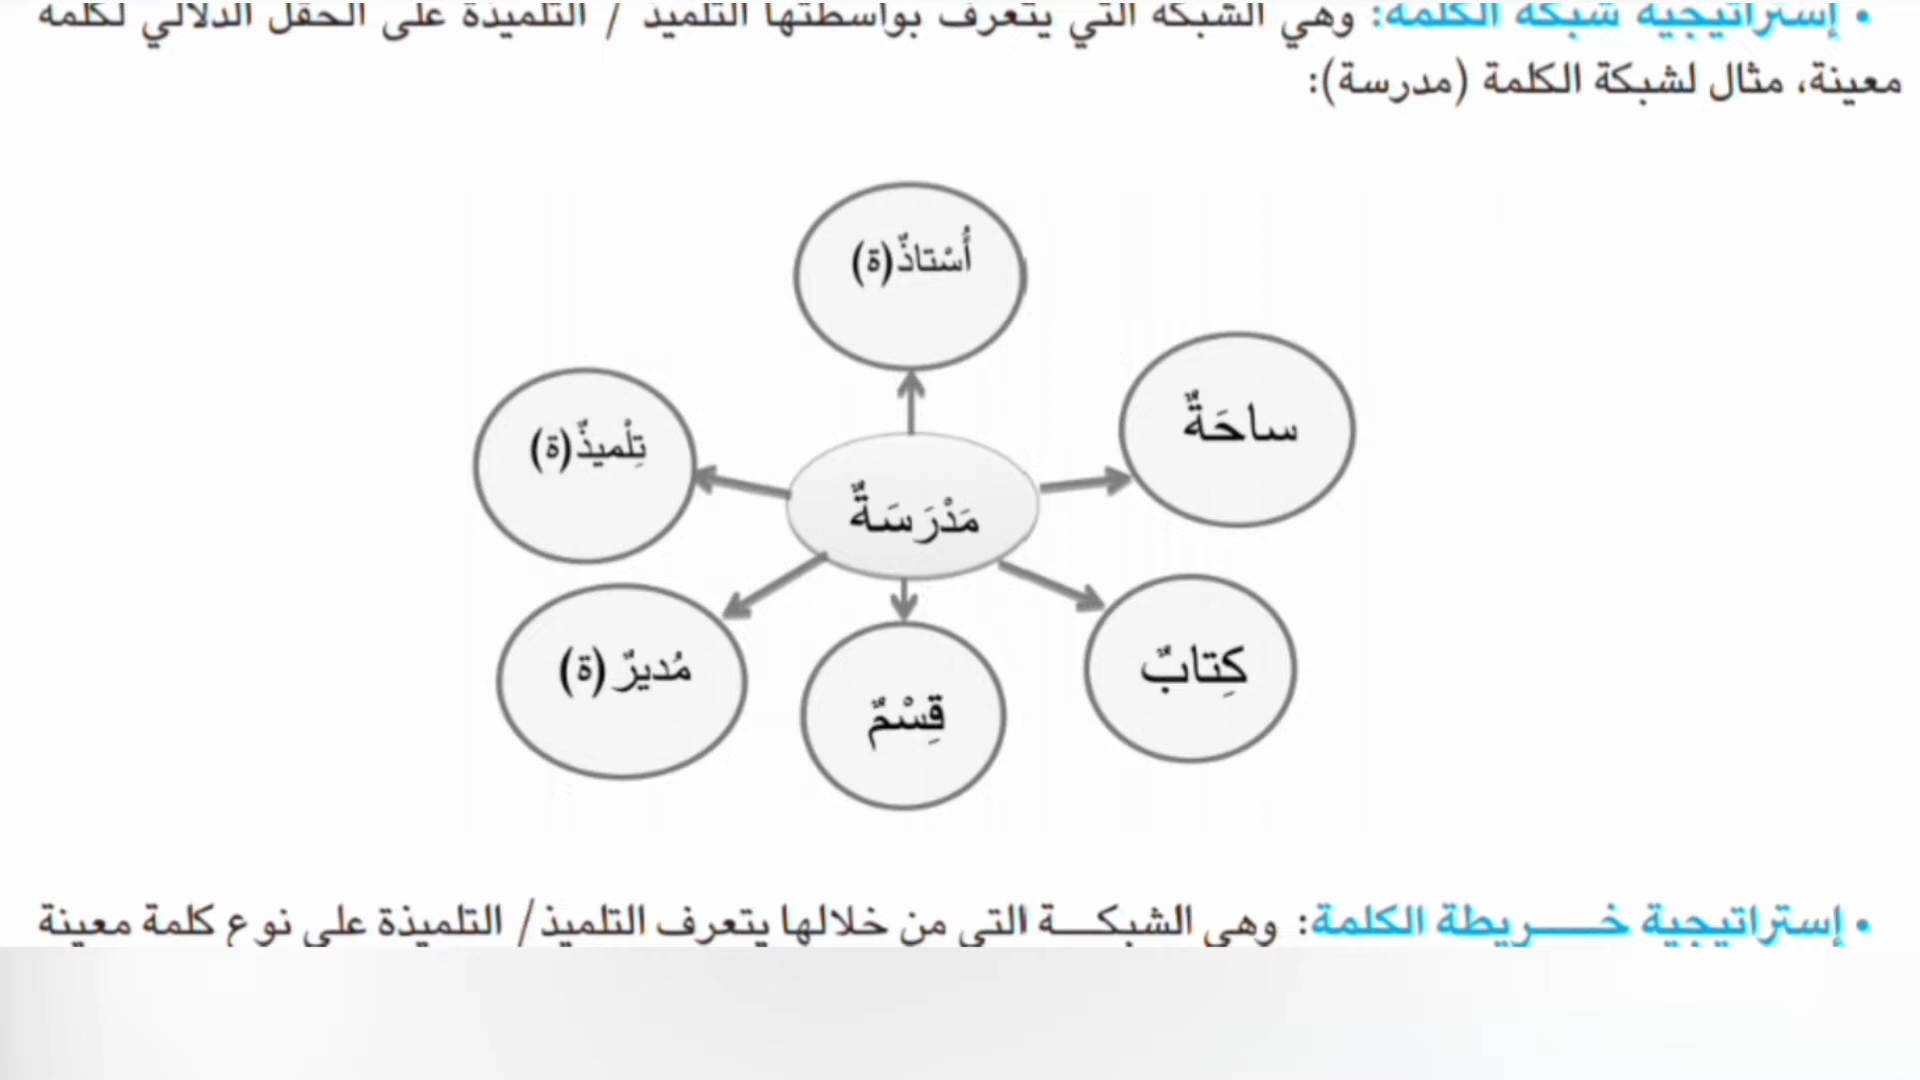 • إستراتيجية شبكة الكلمة: وهي الشبكة التي يتعرف بواسطتها التلميذ / التلميذة على الحقل الدلالي لكلمة
معينة، مثال لشبكة الكلمة (مدرسة):
أُسْتاذٌ(ة)
ساحَةٌ
تِلْميذٌ(ة)
مَدْرَسَةٌ
كِتابٌ
مُديرٌ(ة)
قِسْمٌ
• إستراتيجية خـــــريطة الكلمة: وهي الشبكـــة التي من خلالها يتعرف التلميذ/ التلميذة على نوع كلمة معينة